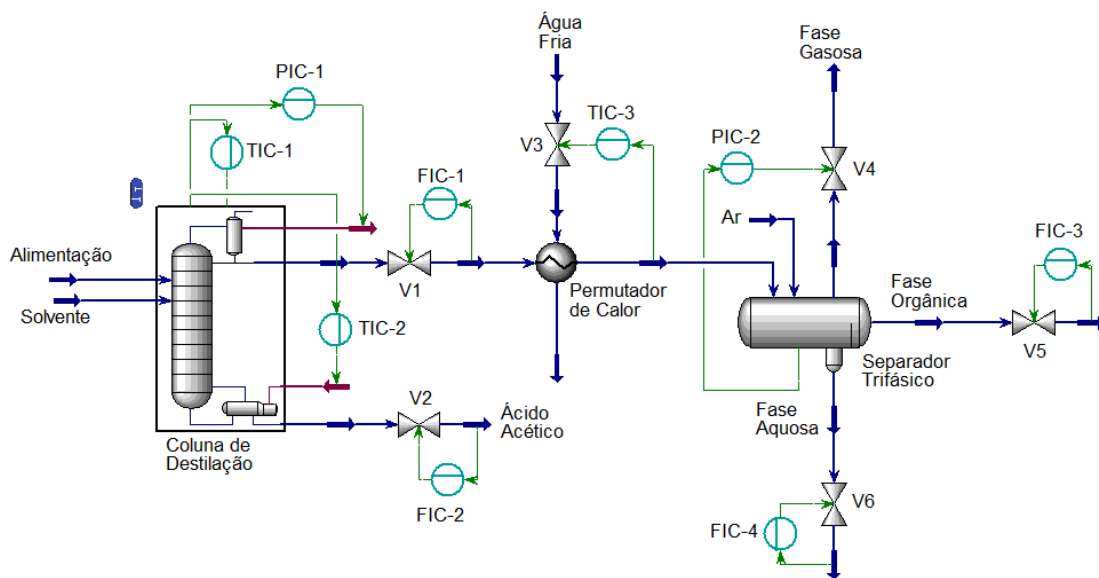 Água
Fria
Fase
Gasosa
PIC-1
TIC-1
V3
TIC-3
PIC-2
V4
FIC-1
Ar
FIC-3
Alimentação
Solvente
V1
Permutador
de Calor
Fase
Orgânica
TIC-2
V5
Separador
Trifásico
V2
Ácido
Acético
Fase
Aquosa
Coluna de
Destilação
FIC-2
V6
FIC-4